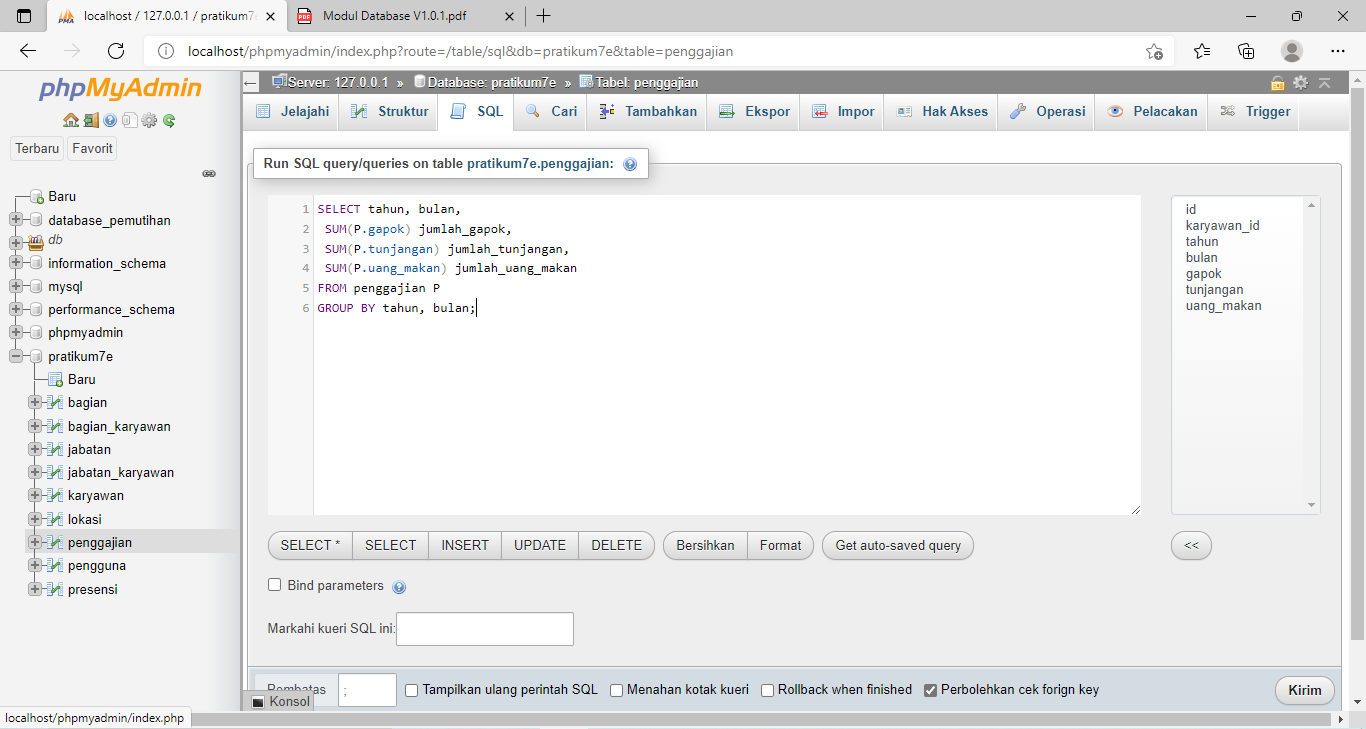 localhost / 127.0.0.1 / pratikum7
PDF
Modul Database V1.0.1.pdf
localhost/phpmyadmin/index.php?route=/table/sql&db=pratikum7e&table=penggajian
phpMyAdmin
Terbaru
Favorit
Baru
database_pemutihan
db
information_schema
mysql
performance_schema
phpmyadmin
pratikum7e
Baru
bagian
bagian_karyawan
jabatan
jabatan_karyawan
karyawan
lokasi
penggajian
pengguna
presensi
localhost/phpmyadmin/index.php
Server: 127.0.0.1 » Database: pratikum7e » Tabel: penggajian
Jelajahi Struktur SQL Cari Tambahkan Ekspor Impor Hak Akses Operasi Pelacakan Trigger
Run SQL query/queries on table pratikum7e.penggajian:
1 SELECT tahun, bulan,
2 SUM(P.gapok) jumlah_gapok,
3 SUM(P.tunjangan) jumlah_tunjangan,
4 SUM(P.uang_makan) jumlah_uang_makan
5 FROM penggajian P
6 GROUP BY tahun, bulan;
id
karyawan_id
tahun
bulan
gapok
tunjangan
uang_makan
SELECT * SELECT INSERT UPDATE DELETE Bersihkan Format Get auto-saved query <<
Bind parameters
Markahi kueri SQL ini:
Pembatas ; Tampilkan ulang perintah SQL Menahan kotak kueri Rollback when finished Perbolehkan cek forign key Kirim
Konsol